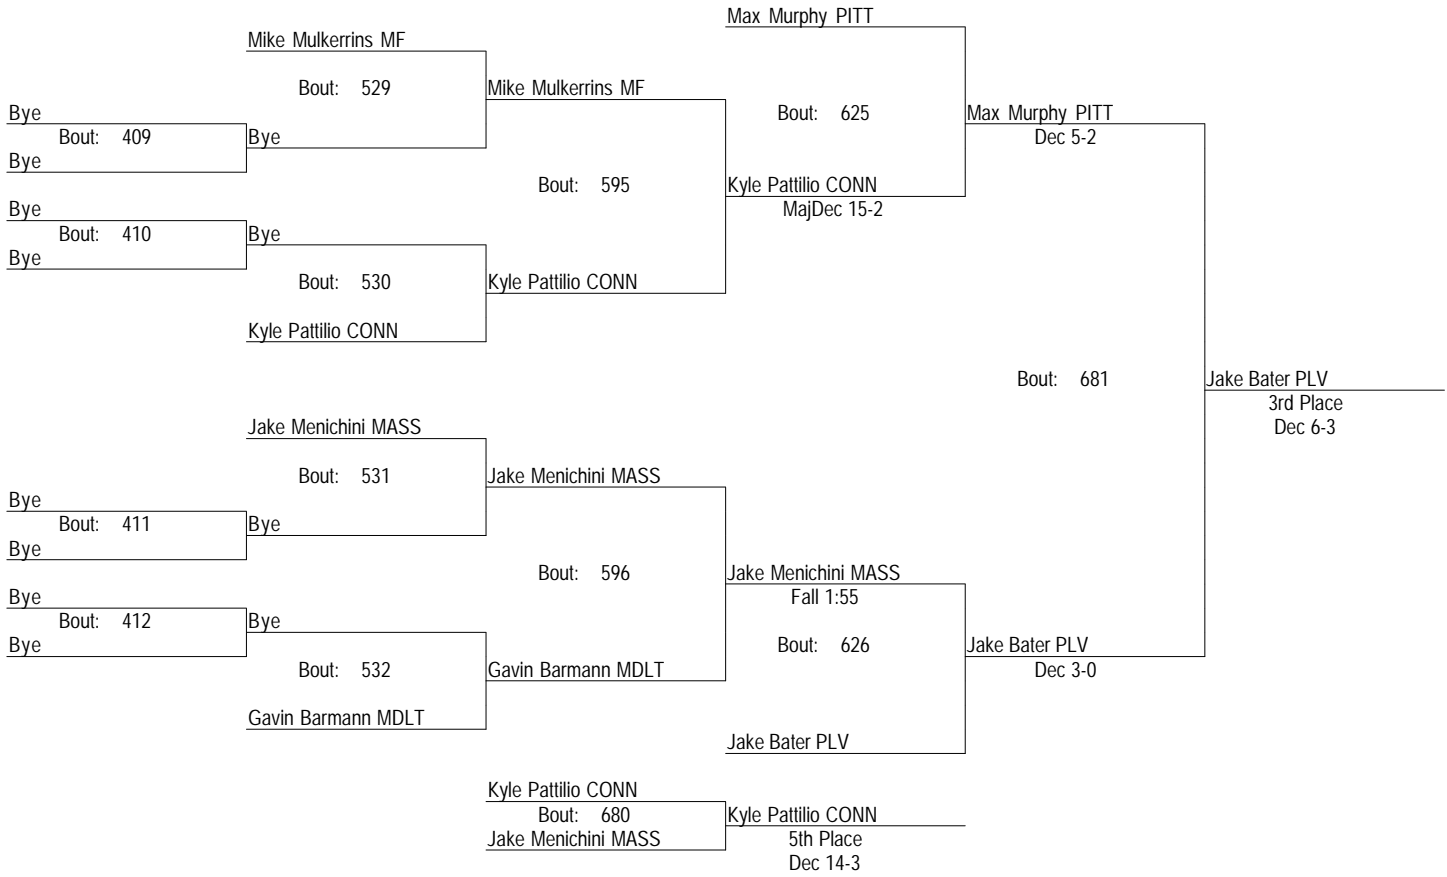 Max Murphy PITT
Mike Mulkerrins MF
Bout: 529
Mike Mulkerrins MF
Bye
Bout: 409
Bye
Bye
Bout: 625
Max Murphy PITT
Dec 5-2
Bout: 595
Kyle Pattilio CONN
MajDec 15-2
Bye
Bout: 410
Bye
Bye
Bout: 530
Kyle Pattilio CONN
Kyle Pattilio CONN
Bout: 681
Jake Bater PLV
3rd Place
Dec 6-3
Jake Menichini MASS
Bout: 531
Jake Menichini MASS
Bye
Bout: 411
Bye
Bye
Bout: 596
Jake Menichini MASS
Fall 1:55
Bye
Bout: 412
Bye
Bye
Bout: 532
Gavin Barmann MDLT
Gavin Barmann MDLT
Bout: 626
Jake Bater PLV
Dec 3-0
Jake Bater PLV
Kyle Pattilio CONN
Bout: 680
Jake Menichini MASS
Kyle Pattilio CONN
5th Place
Dec 14-3